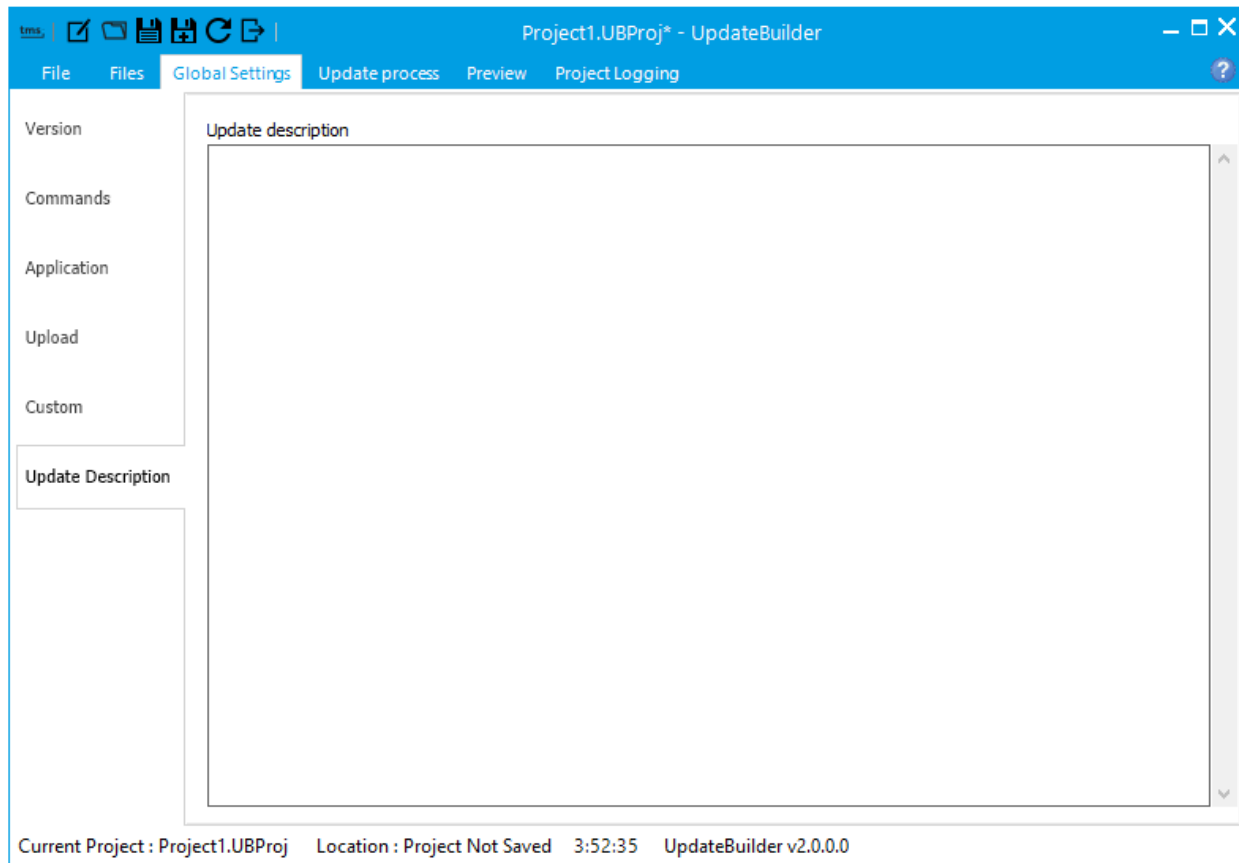 tms Project1.UBProj* - UpdateBuilder
File Files Global Settings Update process Preview Project Logging ?
Version
Update description
Commands
Application
Upload
Custom
Update Description
Current Project : Project1.UBProj Location : Project Not Saved 3:52:35 UpdateBuilder v2.0.0.0